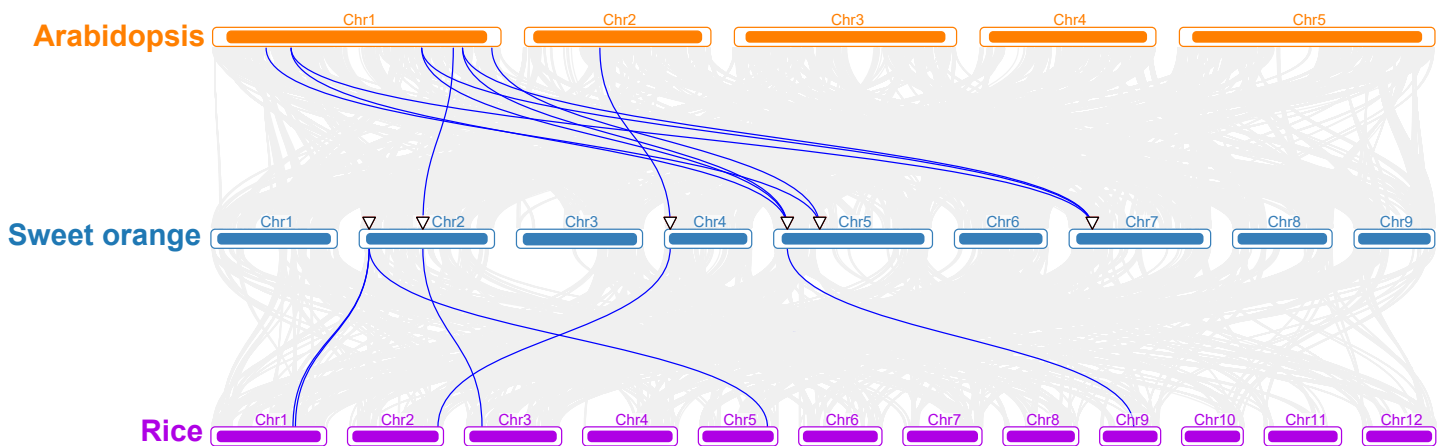 Chr1 Chr2 Chr3 Chr4 Chr5
Arabidopsis
Chr1 Chr2 Chr3 Chr4 Chr5 Chr6 Chr7 Chr8 Chr9
Sweet orange
Chr1 Chr2 Chr3 Chr4 Chr5 Chr6 Chr7 Chr8 Chr9 Chr10 Chr11 Chr12
Rice